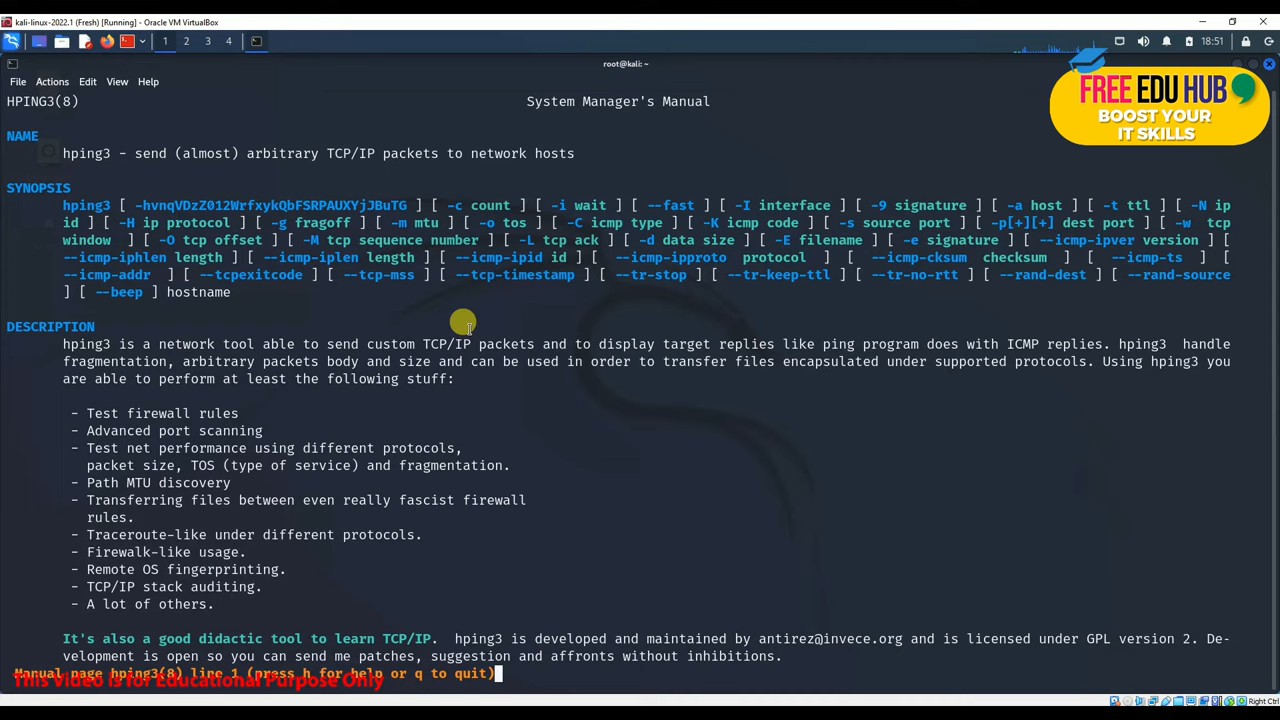 kali-linux-2022.1 (Fresh) [Running] - Oracle VM VirtualBox
1 2 3 4
18:51
root@kali: ~
File Actions Edit View Help
FREE EDU HUB
BOOST YOUR
IT SKILLS
HPING3(8) System Manager's Manual
NAME
hping3 - send (almost) arbitrary TCP/IP packets to network hosts
SYNOPSIS
hping3 [ -hvnqVDzZ012WrfxykQbFSRPAUXYjJBuTG ] [ -c count ] [ -i wait ] [ --fast ] [ -I interface ] [ -9 signature ] [ -a host ] [ -t ttl ] [ -N ip
id ] [ -H ip protocol ] [ -g fragoff ] [ -m mtu ] [ -o tos ] [ -C icmp type ] [ -K icmp code ] [ -s source port ] [ -p[+][+] dest port ] [ -w tcp
window ] [ -O tcp offset ] [ -M tcp sequence number ] [ -L tcp ack ] [ -d data size ] [ -E filename ] [ -e signature ] [ --icmp-ipver version ] [
--icmp-iphlen length ] [ --icmp-iplen length ] [ --icmp-ipid id ] [ --icmp-ipproto protocol ] [ --icmp-cksum checksum ] [ --icmp-ts ] [
--icmp-addr ] [ --tcpexitcode ] [ --tcp-mss ] [ --tcp-timestamp ] [ --tr-stop ] [ --tr-keep-ttl ] [ --tr-no-rtt ] [ --rand-dest ] [ --rand-source
] [ --beep ] hostname
DESCRIPTION
hping3 is a network tool able to send custom TCP/IP packets and to display target replies like ping program does with ICMP replies. hping3 handle
fragmentation, arbitrary packets body and size and can be used in order to transfer files encapsulated under supported protocols. Using hping3 you
are able to perform at least the following stuff:
- Test firewall rules
- Advanced port scanning
- Test net performance using different protocols,
packet size, TOS (type of service) and fragmentation.
- Path MTU discovery
- Transferring files between even really fascist firewall
rules.
- Traceroute-like under different protocols.
- Firewalk-like usage.
- Remote OS fingerprinting.
- TCP/IP stack auditing.
- A lot of others.
It's also a good didactic tool to learn TCP/IP. hping3 is developed and maintained by antirez@invece.org and is licensed under GPL version 2. De-
velopment is open so you can send me patches, suggestion and affronts without inhibitions.
Manual page hping3(8) line 1 (press h for help or q to quit)
This Video is for Educational Purpose Only
Right Ctrl